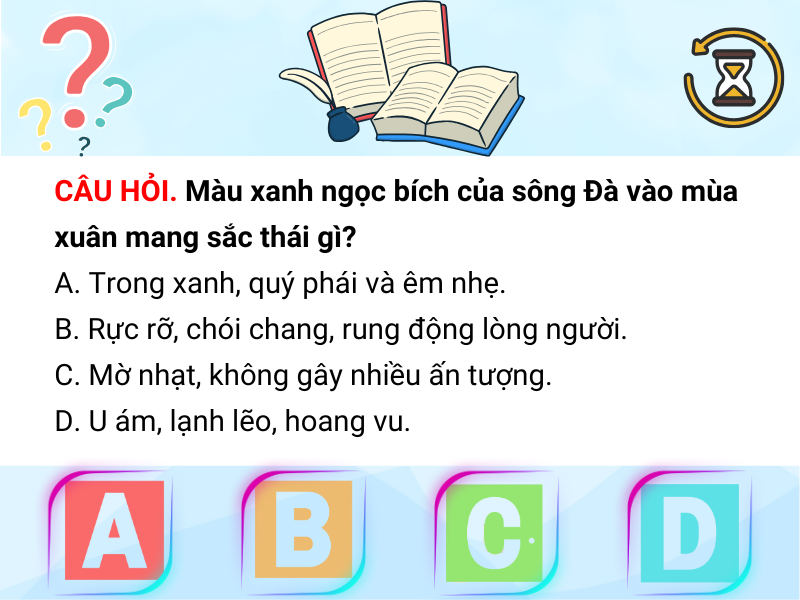 CÂU HỎI. Màu xanh ngọc bích của sông Đà vào mùa
xuân mang sắc thái gì?
A. Trong xanh, quý phái và êm nhẹ.
B. Rực rỡ, chói chang, rung động lòng người.
C. Mờ nhạt, không gây nhiều ấn tượng.
D. U ám, lạnh lẽo, hoang vu.
A B C D